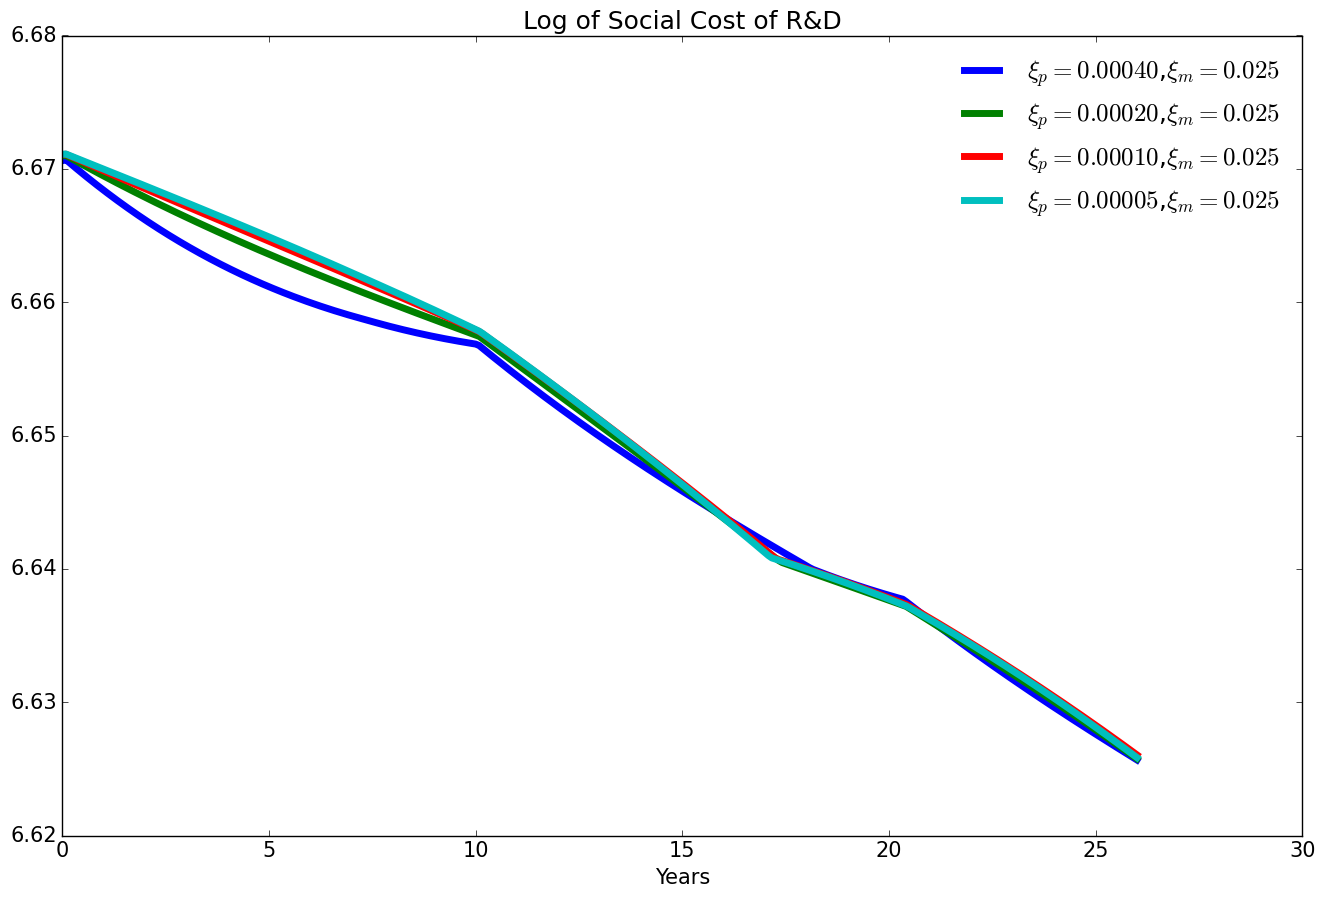 Log of Social Cost of R&D
6.68
6.67
6.66
6.65
6.64
6.63
6.62
0 5 10 15 20 25 30
Years
ξp = 0.00040,ξm = 0.025
ξp = 0.00020,ξm = 0.025
ξp = 0.00010,ξm = 0.025
ξp = 0.00005,ξm = 0.025